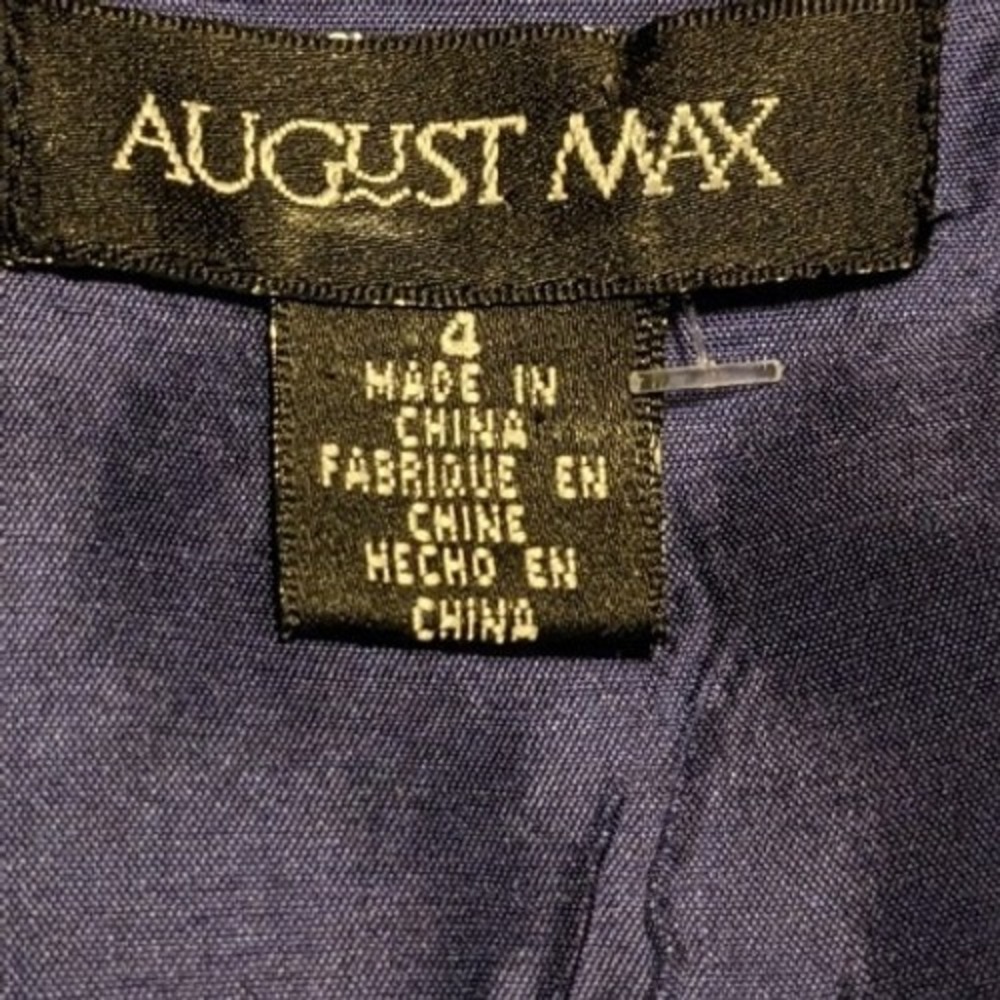 AUGUST MAX
4
MADE IN
CHINA
FABRIQUE EN
CHINE
HECHO EN
CHINA